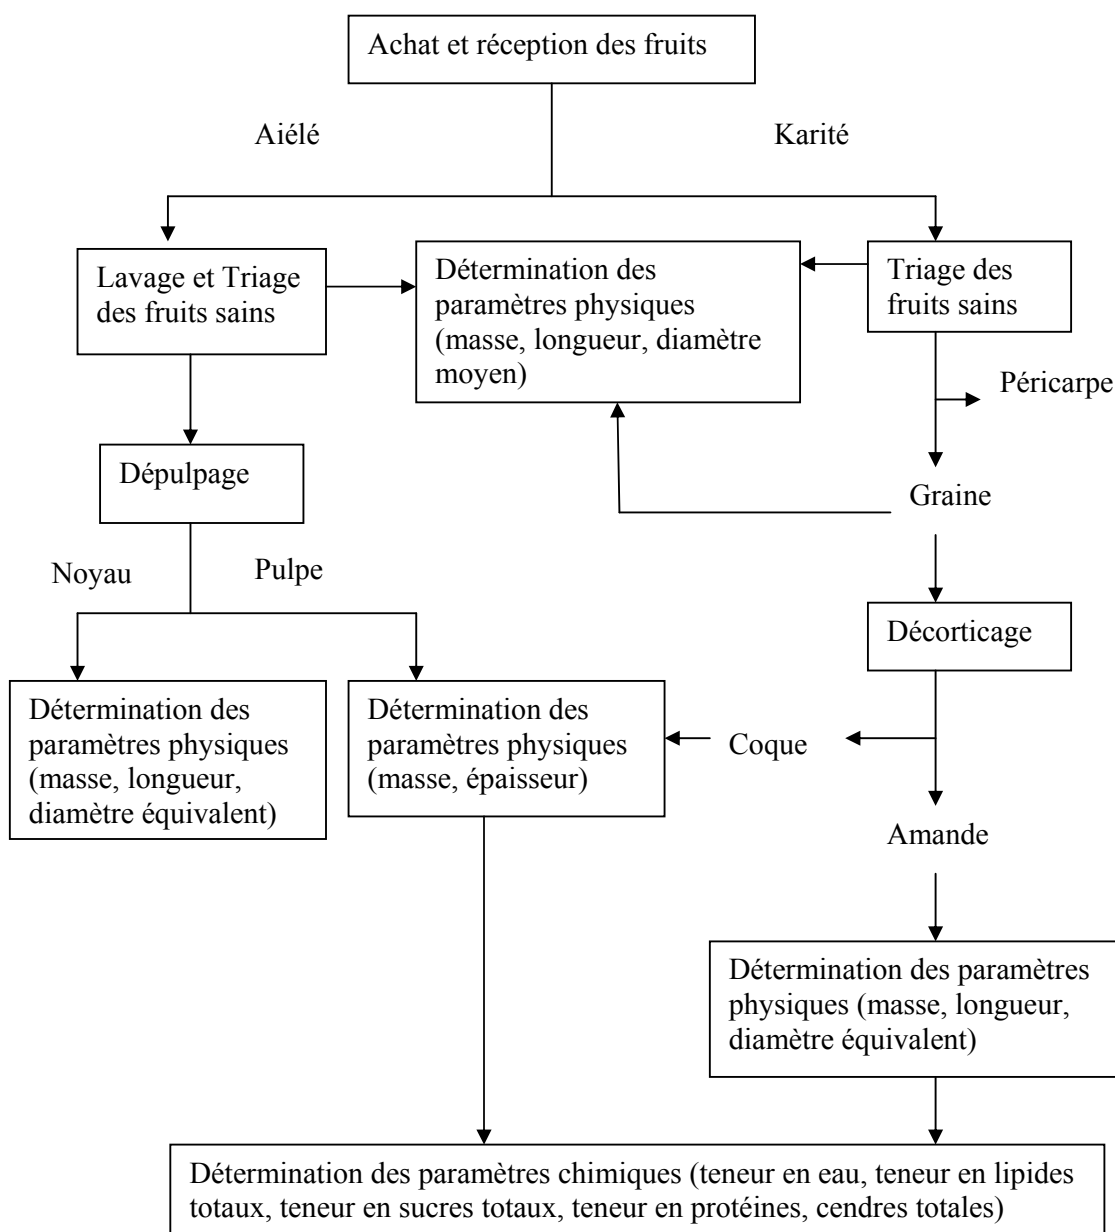 Achat et réception des fruits
Aiélé
Karité
Lavage et Triage
des fruits sains
Détermination des
paramètres physiques
(masse, longueur, diamètre
moyen)
Triage des
fruits sains
Péricarpe
Dépulpage
Graine
Noyau
Pulpe
Décorticage
Détermination des
paramètres physiques
(masse, longueur,
diamètre équivalent)
Détermination des
paramètres physiques
(masse, épaisseur)
Coque
Amande
Détermination des paramètres
physiques (masse, longueur,
diamètre équivalent)
Détermination des paramètres chimiques (teneur en eau, teneur en lipides
totaux, teneur en sucres totaux, teneur en protéines, cendres totales)